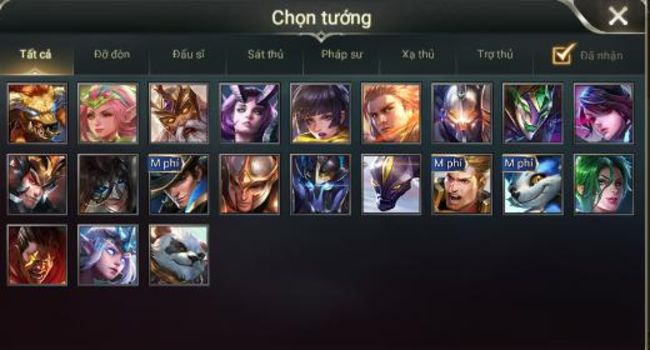 Chọn tướng
Tất cả Đỡ đòn Đấu sĩ Sát thủ Pháp sư Xạ thủ Trợ thủ Đã nhận
M phí M phí M phí